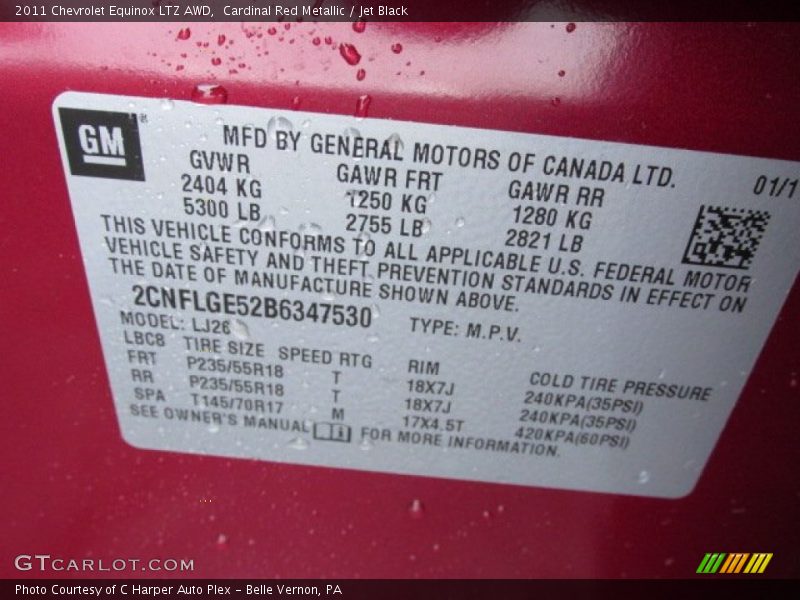 2011 Chevrolet Equinox LTZ AWD,  Cardinal Red Metallic / Jet Black
GM
MFD BY GENERAL MOTORS OF CANADA LTD.
01/1
GVWR GAWR FRT GAWR RR
2404 KG 1250 KG 1280 KG
5300 LB 2755 LB 2821 LB
THIS VEHICLE CONFORMS TO ALL APPLICABLE U.S. FEDERAL MOTOR
VEHICLE SAFETY AND THEFT PREVENTION STANDARDS IN EFFECT ON
THE DATE OF MANUFACTURE SHOWN ABOVE.
2CNFLGE52B6347530 TYPE: M.P.V.
MODEL: LJ26
LBC8 TIRE SIZE SPEED RTG RIM COLD TIRE PRESSURE
FRT P235/55R18 T 18X7J 240KPA(35PSI)
RR P235/55R18 T 18X7J 240KPA(35PSI)
SPA T145/70R17 M 17X4.5T 420KPA(60PSI)
SEE OWNER'S MANUAL FOR MORE INFORMATION.
GTCARLOT.COM
Photo Courtesy of C Harper Auto Plex - Belle Vernon, PA